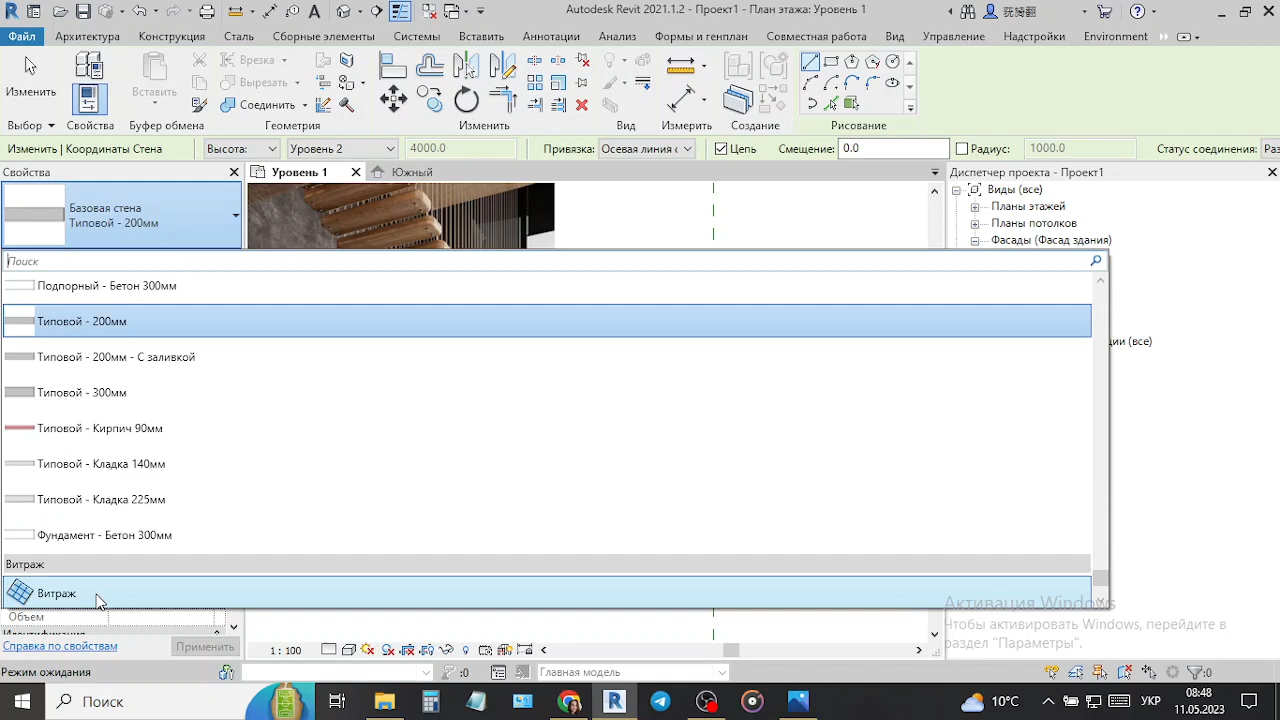 Autodesk Revit 2021.1.2 - Проект1 - План этажа: Уровень 1
Файл Архитектура Конструкция Сталь Сборные элементы Системы Вставить Аннотации Анализ Формы и генплан Совместная работа Вид Управление Надстройки Environment
Изменить
Вставить
Врезка
Вырезать
Соединить
Выбор Свойства Буфер обмена Геометрия Изменить Вид Измерить Создание Рисование
Изменить | Координаты Стена Высота: Уровень 2 4000.0 Привязка: Осевая линия с Цепь Смещение: 0.0 Радиус: 1000.0 Статус соединения: Раз
Свойства
Уровень 1 Южный
Диспетчер проекта - Проект1
Базовая стена
Типовой - 200мм
Виды (все)
Планы этажей
Планы потолков
Фасады (Фасад здания)
ции (все)
Поиск
Подпорный - Бетон 300мм
Типовой - 200мм
Типовой - 200мм - С заливкой
Типовой - 300мм
Типовой - Кирпич 90мм
Типовой - Кладка 140мм
Типовой - Кладка 225мм
Фундамент - Бетон 300мм
Витраж
Витраж
Объем
Идентификация
Справка по свойствам Применить
1 : 100
Активация Windows
Чтобы активировать Windows, перейдите в
раздел "Параметры".
Режим ожидания :0 Главная модель :0
Поиск
10°C
УКР
08:48
11.05.2023